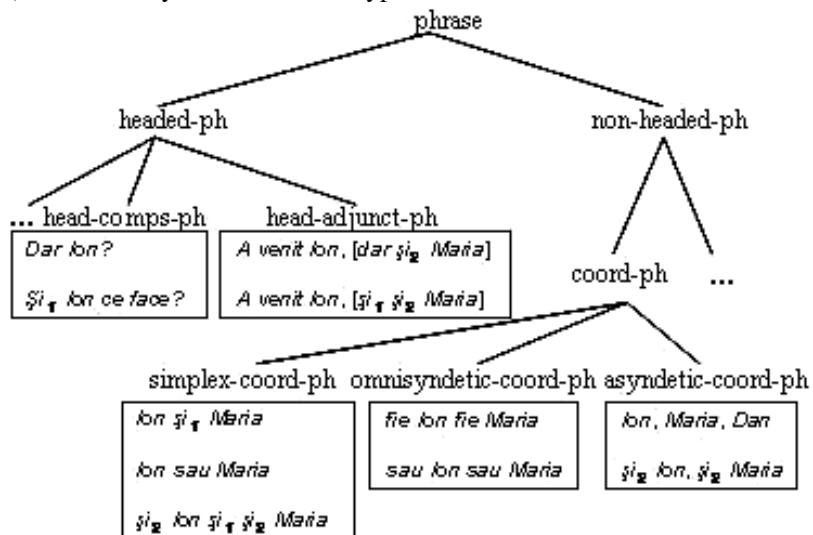 phrase
headed-ph non-headed-ph
... head-comps-ph head-adjunct-ph
Dar Ion? A venit Ion, [dar şi₂ Maria]
Şi₁ Ion ce face? A venit Ion, [şi₁ şi₂ Maria]
coord-ph ...
simplex-coord-ph omnisyndetic-coord-ph asyndetic-coord-ph
Ion şi₁ Maria fie Ion fie Maria Ion, Maria, Dan
Ion sau Maria sau Ion sau Maria şi₂ Ion, şi₂ Maria
şi₂ Ion şi₁ şi₂ Maria